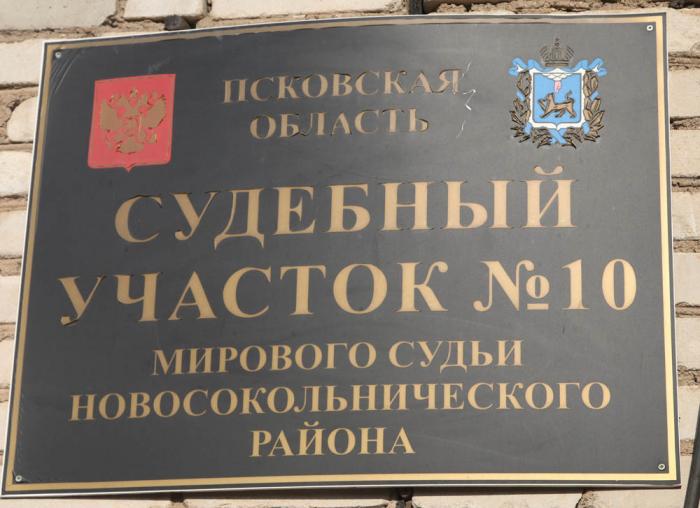 ПСКОВСКАЯ
ОБЛАСТЬ
СУДЕБНЫЙ
УЧАСТОК №10
МИРОВОГО СУДЬИ
НОВОСОКОЛЬНИЧЕСКОГО
РАЙОНА